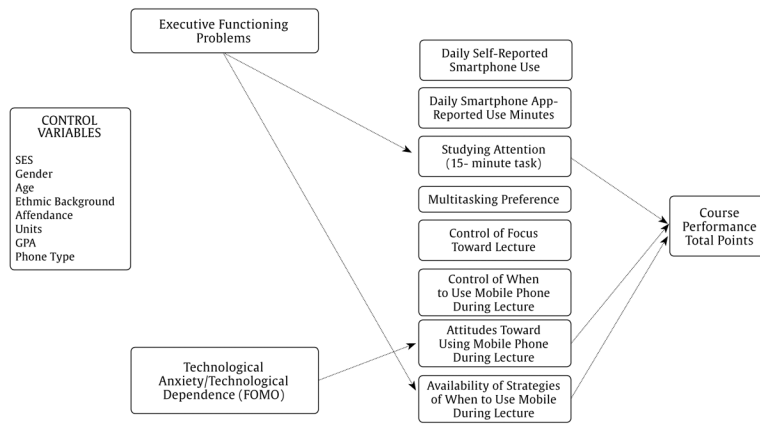 Executive Functioning
Problems
CONTROL
VARIABLES
SES
Gender
Age
Ethmic Background
Affendance
Units
GPA
Phone Type
Technological
Anxiety/Technological
Dependence (FOMO)
Daily Self-Reported
Smartphone Use
Daily Smartphone App-
Reported Use Minutes
Studying Attention
(15- minute task)
Multitasking Preference
Control of Focus
Toward Lecture
Control of When
to Use Mobile Phone
During Lecture
Attitudes Toward
Using Mobile Phone
During Lecture
Availability of Strategies
of When to Use Mobile
During Lecture
Course
Performance
Total Points